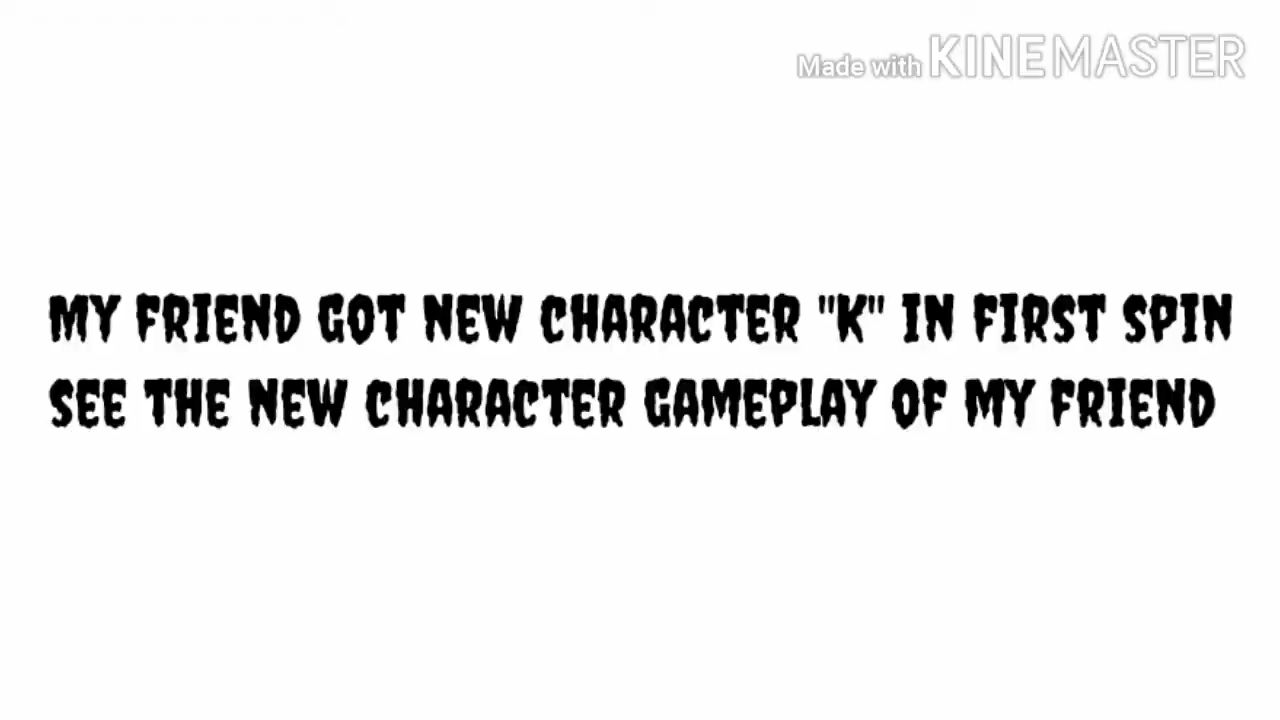 Made with KINEMASTER
MY FRIEND GOT NEW CHARACTER "K" IN FIRST SPIN
SEE THE NEW CHARACTER GAMEPLAY OF MY FRIEND